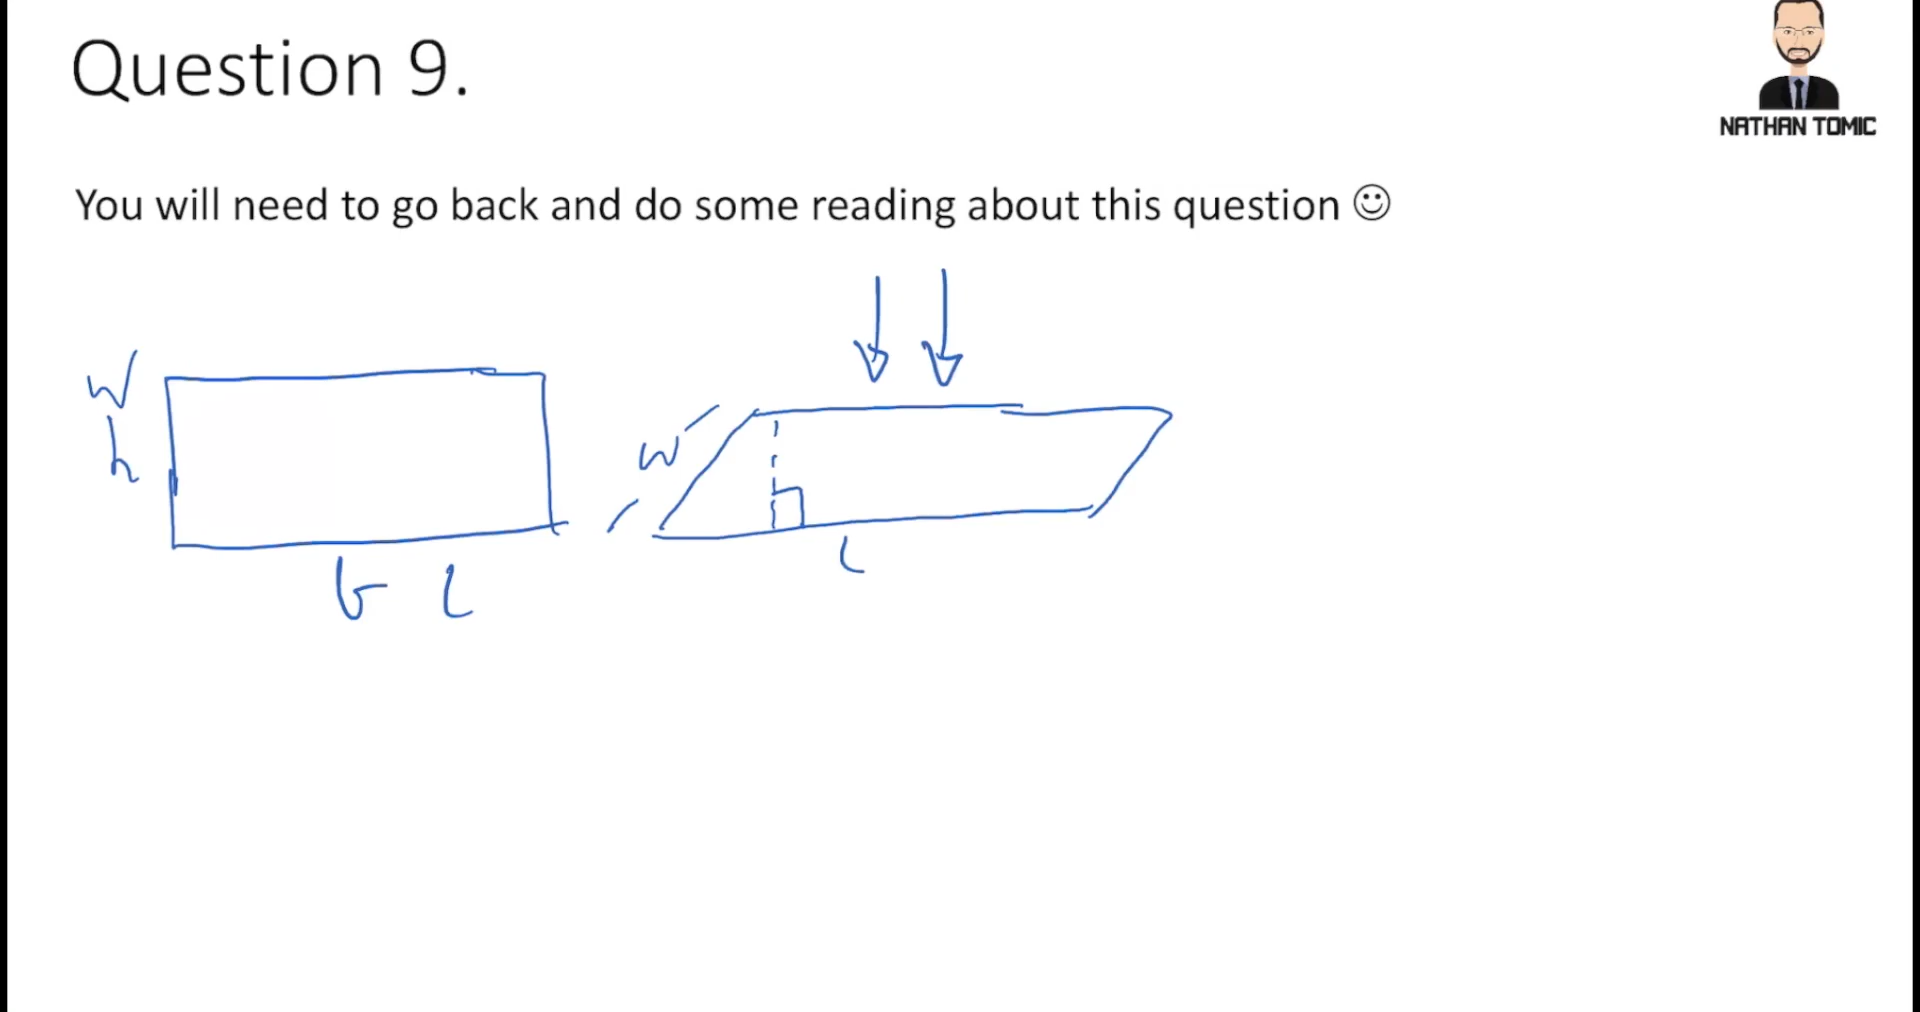 Question 9.
NATHAN TOMIC
You will need to go back and do some reading about this question ☺
W
h
w
L
b L